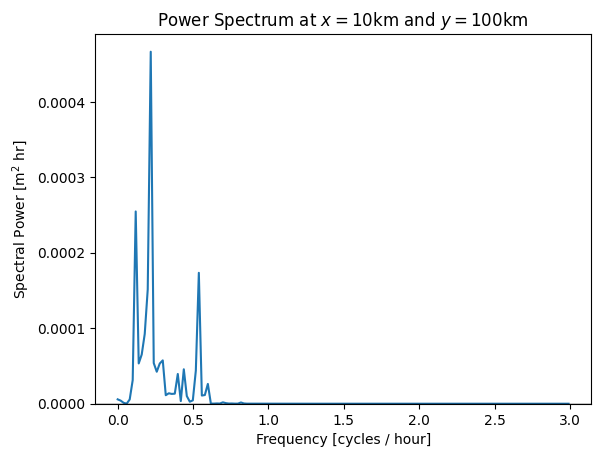 Power Spectrum at x = 10km and y = 100km
0.0004
0.0003
0.0002
0.0001
0.0000
Spectral Power [m² hr]
0.0 0.5 1.0 1.5 2.0 2.5 3.0
Frequency [cycles / hour]